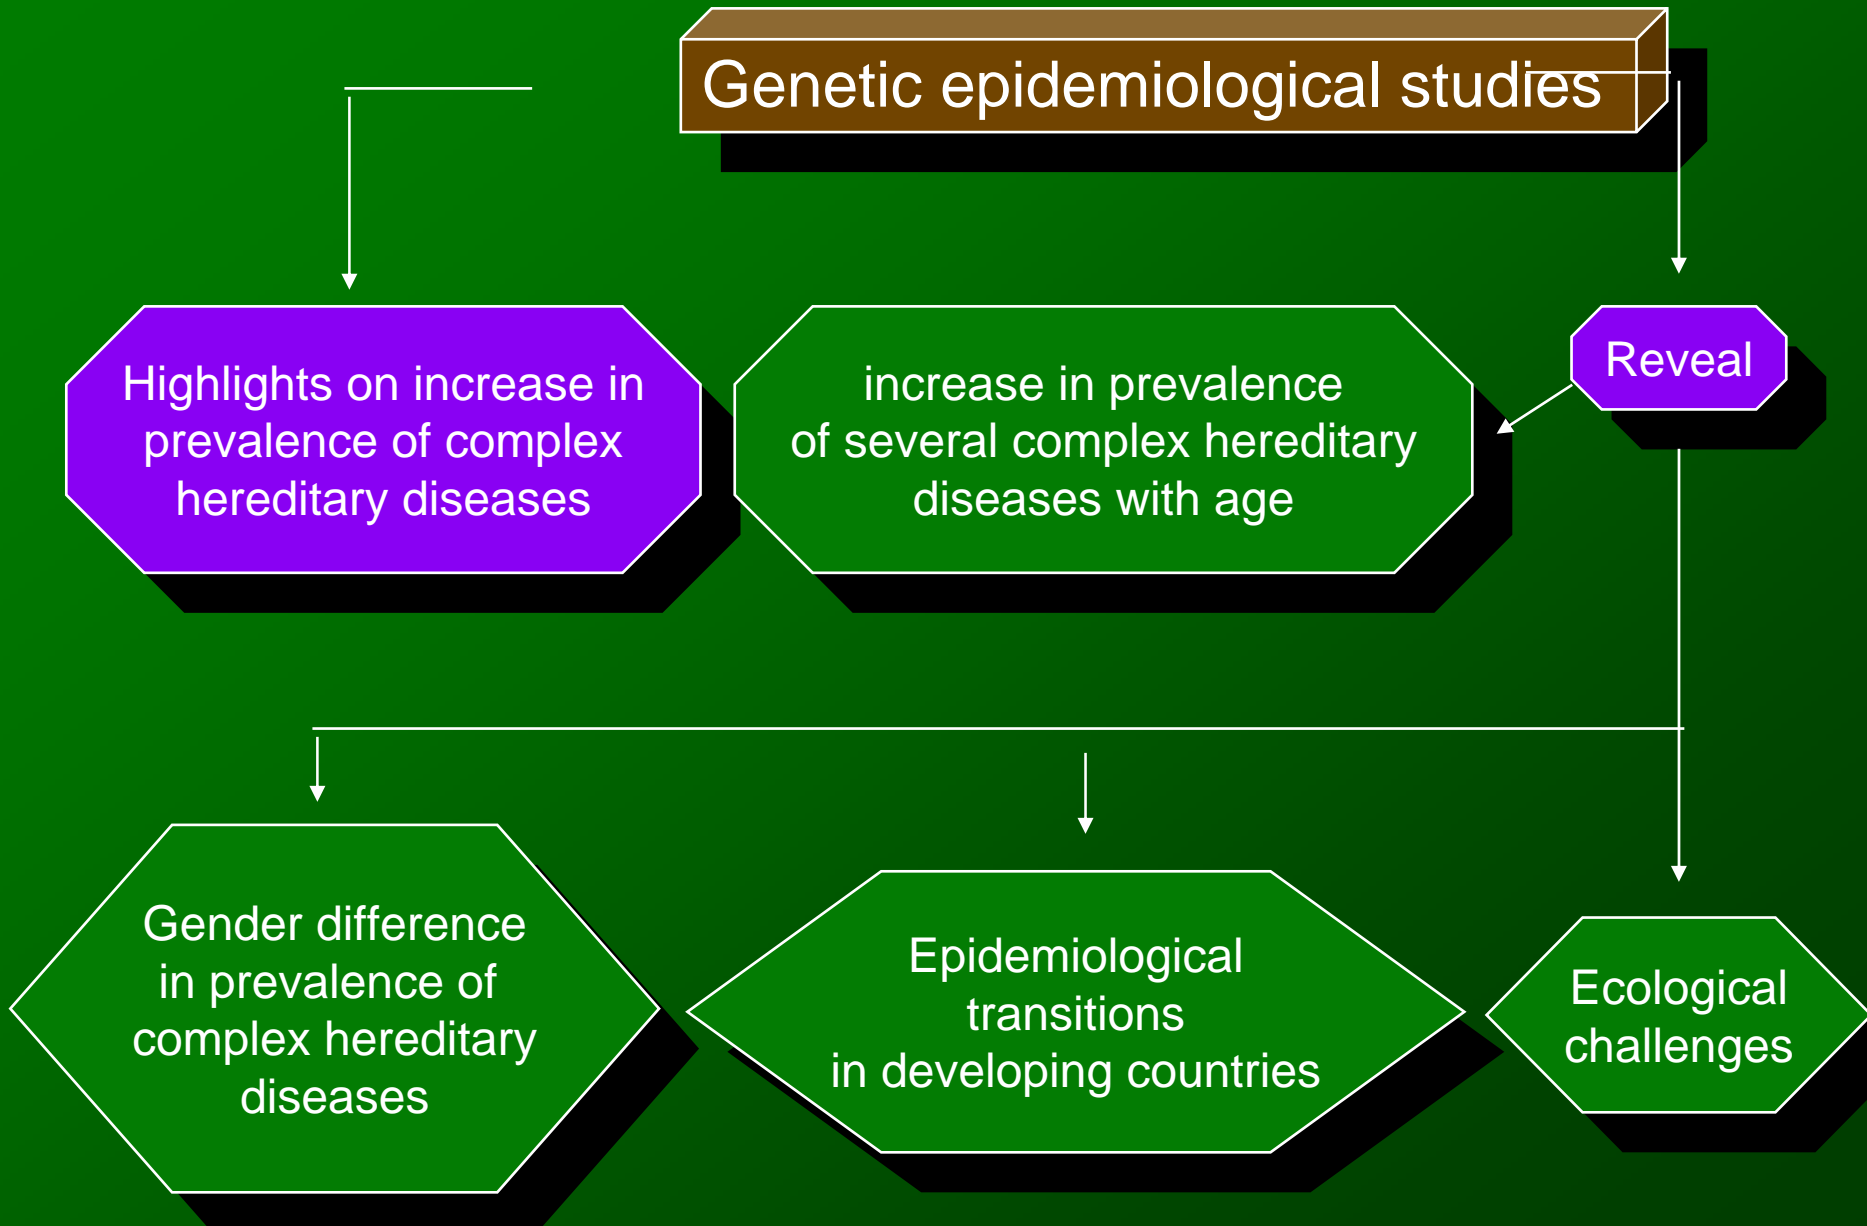 Genetic epidemiological studies
Highlights on increase in
prevalence of complex
hereditary diseases
increase in prevalence
of several complex hereditary
diseases with age
Reveal
Gender difference
in prevalence of
complex hereditary
diseases
Epidemiological
transitions
in developing countries
Ecological
challenges